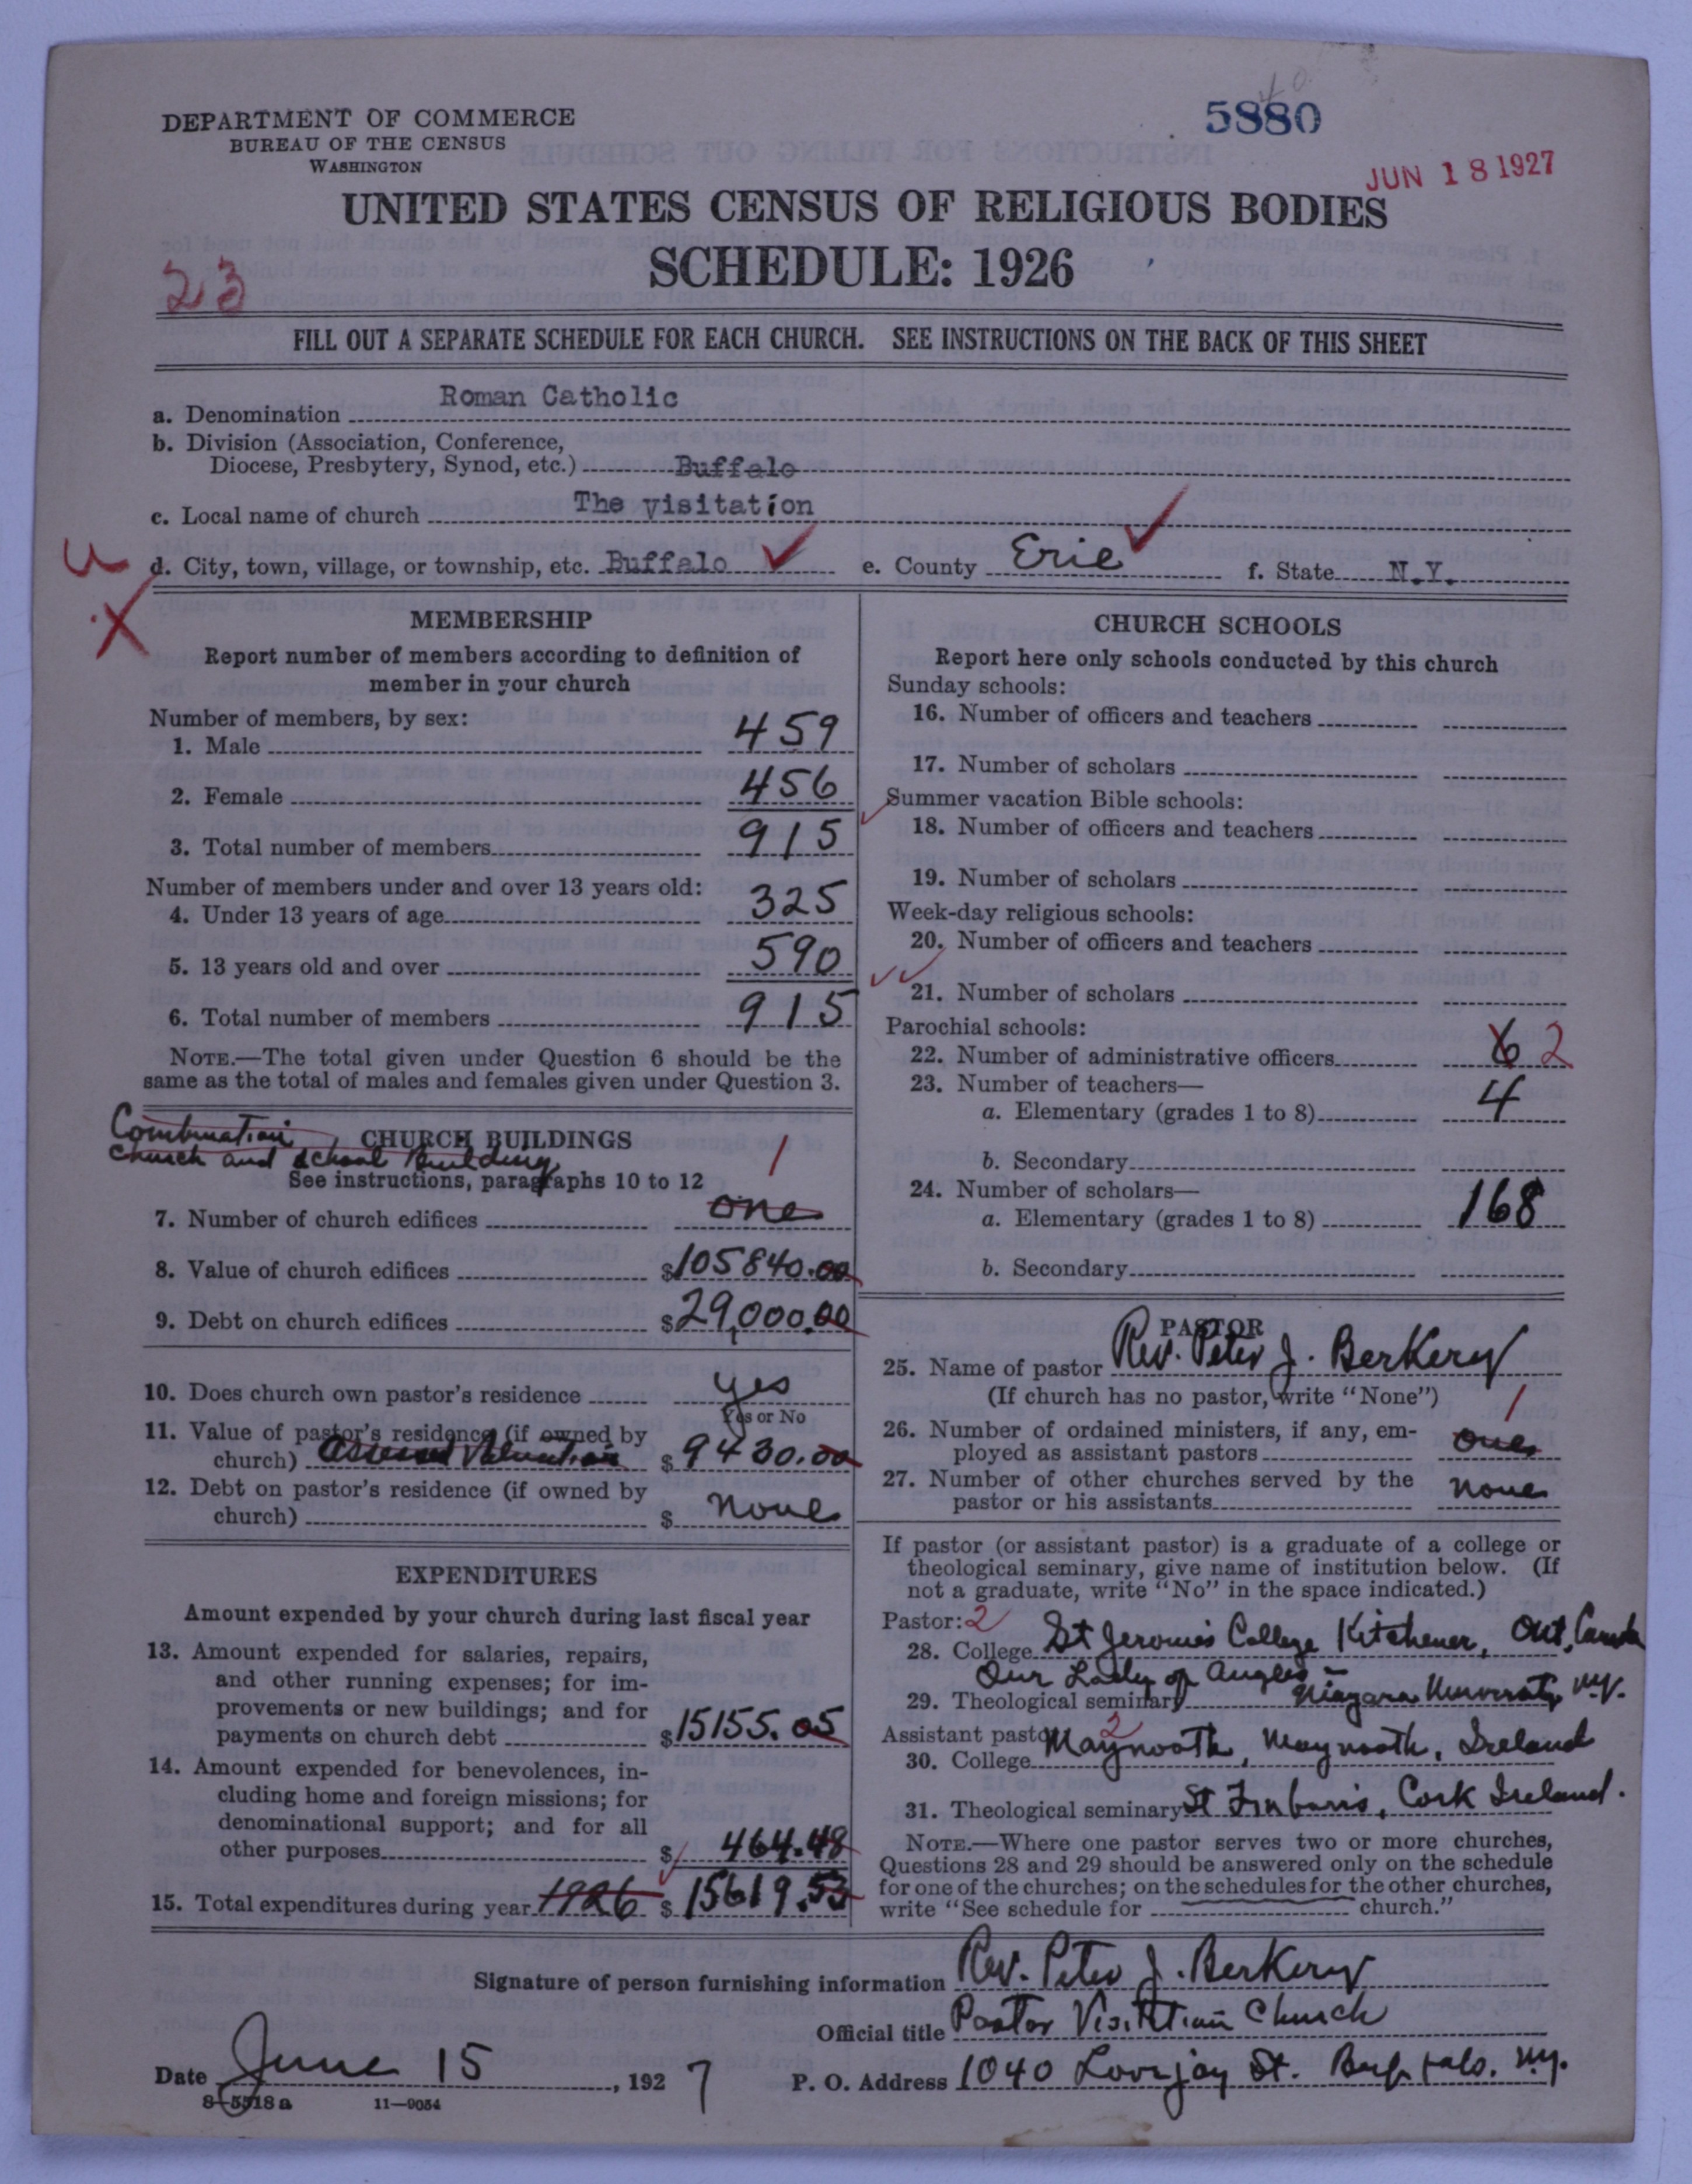 40
5880
DEPARTMENT OF COMMERCE
BUREAU OF THE CENSUS
WASHINGTON
JUN 18 1927
UNITED STATES CENSUS OF RELIGIOUS BODIES
SCHEDULE: 1926
23
FILL OUT A SEPARATE SCHEDULE FOR EACH CHURCH. SEE INSTRUCTIONS ON THE BACK OF THIS SHEET
a. Denomination Roman Catholic
b. Division (Association, Conference,
Diocese, Presbytery, Synod, etc.) Buffalo
c. Local name of church The Visitation
u
d. City, town, village, or township, etc. Buffalo e. County Erie f. State N.Y.
X
MEMBERSHIP
Report number of members according to definition of
member in your church
Number of members, by sex:
1. Male 459
2. Female 456
3. Total number of members 915
Number of members under and over 13 years old:
4. Under 13 years of age 325
5. 13 years old and over 590
6. Total number of members 915
NOTE.—The total given under Question 6 should be the
same as the total of males and females given under Question 3.
Combination
CHURCH BUILDINGS
Church and School Building
See instructions, paragraphs 10 to 12
1
7. Number of church edifices one
8. Value of church edifices $105840.00
9. Debt on church edifices $29,000.00
10. Does church own pastor's residence yes
Yes or No
11. Value of pastor's residence (if owned by
church) assessed Valuation $9430.00
12. Debt on pastor's residence (if owned by
church) $ none
EXPENDITURES
Amount expended by your church during last fiscal year
13. Amount expended for salaries, repairs,
and other running expenses; for im-
provements or new buildings; and for
payments on church debt $15155.05
14. Amount expended for benevolences, in-
cluding home and foreign missions; for
denominational support; and for all
other purposes $464.48
15. Total expenditures during year 1926 $15619.53
CHURCH SCHOOLS
Report here only schools conducted by this church
Sunday schools:
16. Number of officers and teachers
17. Number of scholars
Summer vacation Bible schools:
18. Number of officers and teachers
19. Number of scholars
Week-day religious schools:
20. Number of officers and teachers
21. Number of scholars
Parochial schools:
22. Number of administrative officers 6 2
23. Number of teachers—
a. Elementary (grades 1 to 8) 4
b. Secondary
24. Number of scholars—
a. Elementary (grades 1 to 8) 168
b. Secondary
PASTOR
25. Name of pastor Rev. Peter J. Berkery
(If church has no pastor, write "None") 1
26. Number of ordained ministers, if any, em-
ployed as assistant pastors one
27. Number of other churches served by the
pastor or his assistants none
If pastor (or assistant pastor) is a graduate of a college or
theological seminary, give name of institution below. (If
not a graduate, write "No" in the space indicated.)
Pastor: 2
28. College St Jerome's College Kitchener, Ont, Canada
Our Lady of Angels –
29. Theological seminary Niagara University N.Y.
Assistant pastor 2
30. College Maynooth, Maynooth, Ireland
31. Theological seminary St Finbarr's, Cork Ireland.
NOTE.—Where one pastor serves two or more churches,
Questions 28 and 29 should be answered only on the schedule
for one of the churches; on the schedules for the other churches,
write "See schedule for church."
Signature of person furnishing information Rev. Peter J. Berkery
Official title Pastor Visitation Church
Date June 15, 1927 P. O. Address 1040 Lovejoy St. Buffalo. N.Y.
8-5518a 11—9054